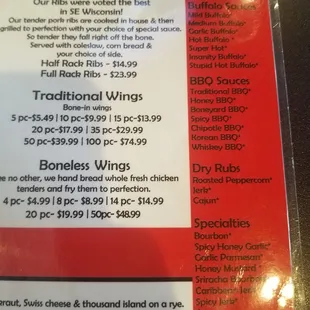 Our Ribs were voted the best
in SE Wisconsin!
Our tender pork ribs are cooked in house & then
grilled to perfection with your choice of special sauce.
So tender they fall right off the bone.
Served with coleslaw, corn bread &
your choice of side.
Half Rack Ribs - $14.99
Full Rack Ribs - $23.99
Traditional Wings
Bone-in wings
5 pc-$5.49 | 10 pc-$9.99 | 15 pc-$13.99
20 pc-$17.99 | 35 pc-$29.99
50 pc-$39.99 | 100 pc- $74.99
Boneless Wings
no other, we hand bread whole fresh chicken
tenders and fry them to perfection.
4 pc- $4.99 | 8 pc- $8.99 | 14 pc- $14.99
20 pc- $19.99 | 50pc- $48.99
, Swiss cheese & thousand island on a rye.
Buffalo Sauces
Mild Buffalo*
Medium Buffalo*
Garlic Buffalo*
Hot Buffalo*
Super Hot*
Insanity Buffalo*
Stupid Hot Buffalo*
BBQ Sauces
Traditional BBQ*
Honey BBQ*
Honeyard BBQ*
Spicy BBQ*
Chipotle BBQ*
Korean BBQ*
Whiskey BBQ*
Dry Rubs
Roasted Peppercorn*
Jerk*
Cajun*
Specialties
Bourbon*
Spicy Honey Garlic*
Garlic Parmesan*
Honey Mustard*
Sriracha Bourbon*
Caribbean Jerk*
Spicy Jerk*